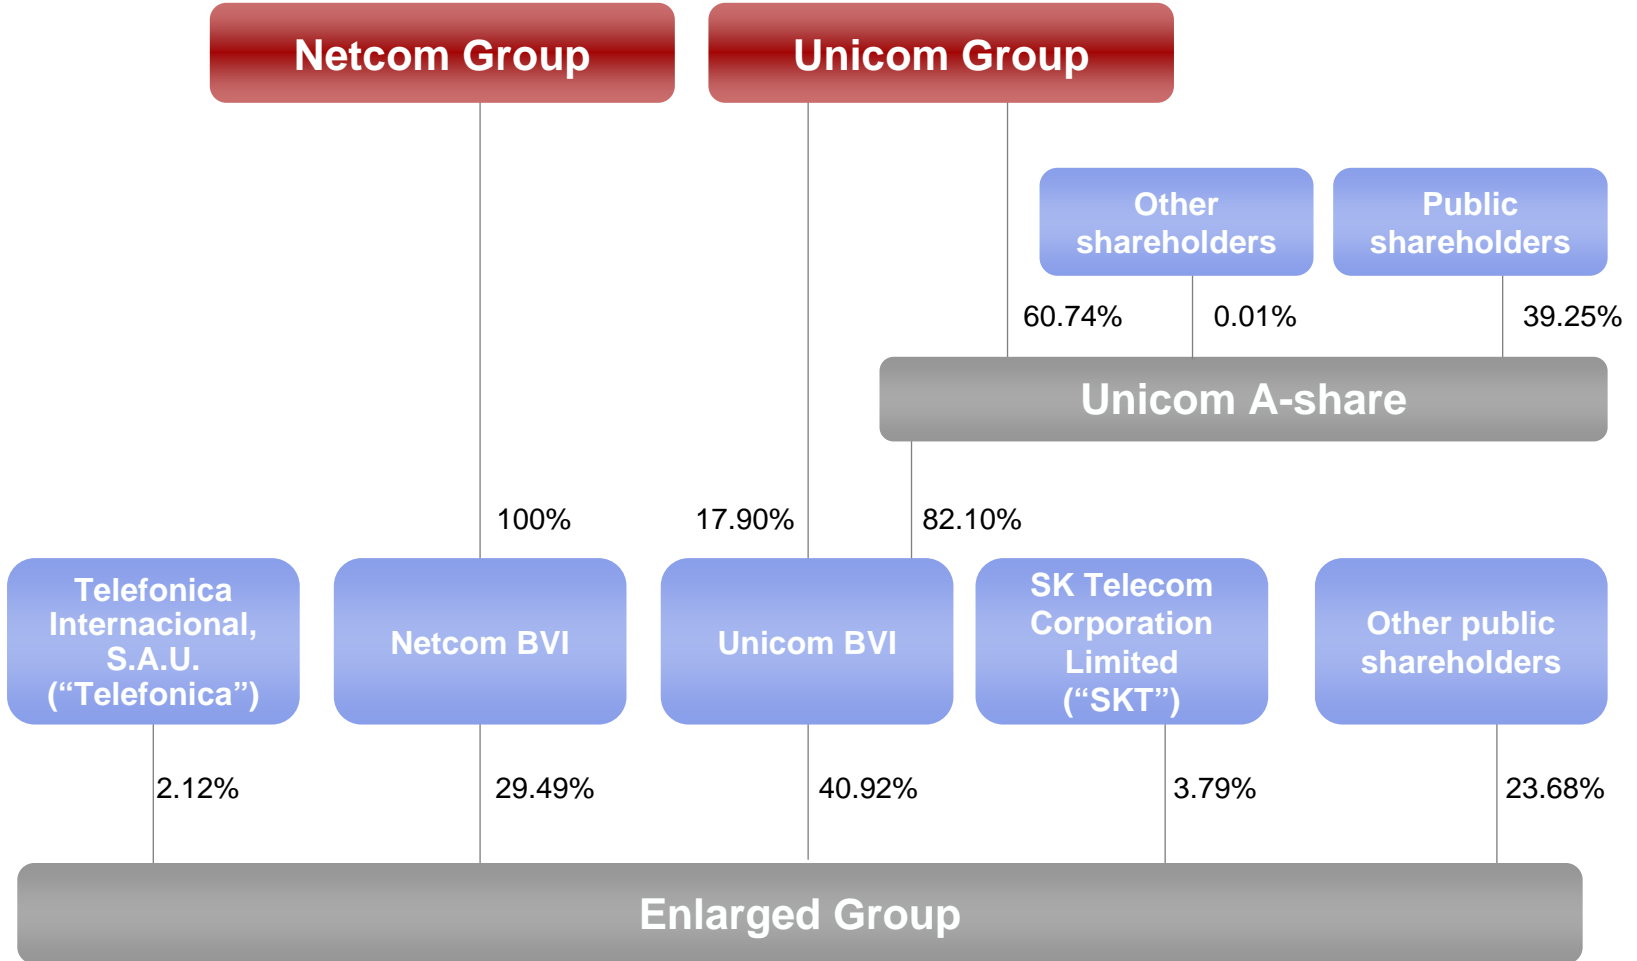 Netcom Group
Unicom Group
Other
shareholders
Public
shareholders
60.74%
0.01%
39.25%
Unicom A-share
100%
17.90%
82.10%
Telefonica
Internacional,
S.A.U.
(“Telefonica”)
Netcom BVI
Unicom BVI
SK Telecom
Corporation
Limited
(“SKT”)
Other public
shareholders
2.12%
29.49%
40.92%
3.79%
23.68%
Enlarged Group